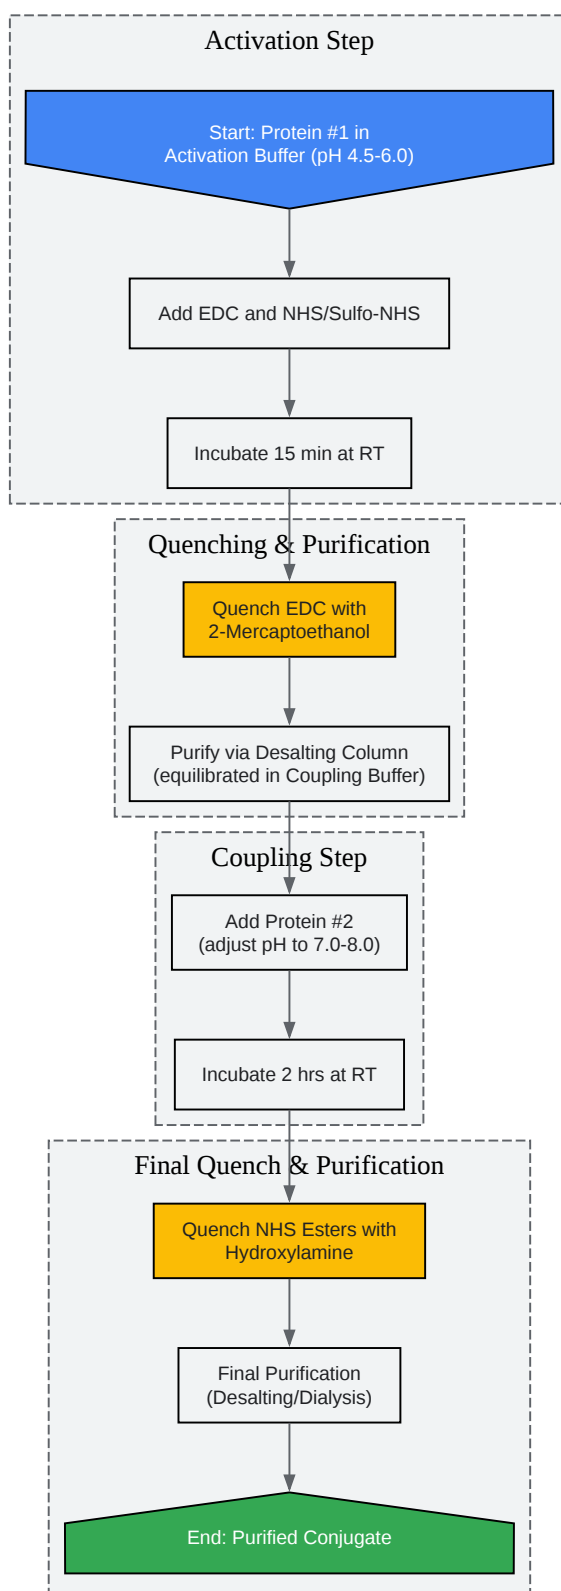 Activation Step
Start: Protein #1 in
Activation Buffer (pH 4.5-6.0)
Add EDC and NHS/Sulfo-NHS
Incubate 15 min at RT
Quenching & Purification
Quench EDC with
2-Mercaptoethanol
Purify via Desalting Column
(equilibrated in Coupling Buffer)
Coupling Step
Add Protein #2
(adjust pH to 7.0-8.0)
Incubate 2 hrs at RT
Final Quench & Purification
Quench NHS Esters with
Hydroxylamine
Final Purification
(Desalting/Dialysis)
End: Purified Conjugate